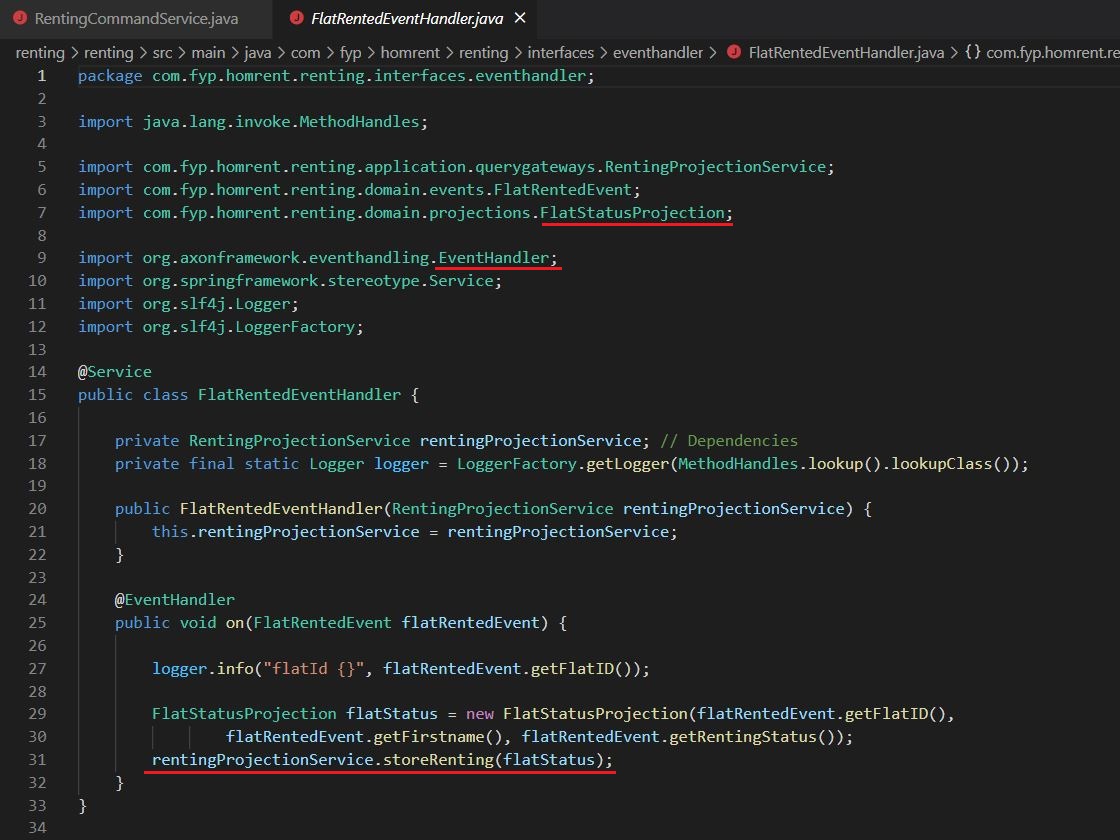 RentingCommandService.java FlatRentedEventHandler.java ×
renting > renting > src > main > java > com > fyp > homrent > renting > interfaces > eventhandler > FlatRentedEventHandler.java > {} com.fyp.homrent.re
1 package com.fyp.homrent.renting.interfaces.eventhandler;
2
3 import java.lang.invoke.MethodHandles;
4
5 import com.fyp.homrent.renting.application.querygateways.RentingProjectionService;
6 import com.fyp.homrent.renting.domain.events.FlatRentedEvent;
7 import com.fyp.homrent.renting.domain.projections.FlatStatusProjection;
8
9 import org.axonframework.eventhandling.EventHandler;
10 import org.springframework.stereotype.Service;
11 import org.slf4j.Logger;
12 import org.slf4j.LoggerFactory;
13
14 @Service
15 public class FlatRentedEventHandler {
16
17     private RentingProjectionService rentingProjectionService; // Dependencies
18     private final static Logger logger = LoggerFactory.getLogger(MethodHandles.lookup().lookupClass());
19
20     public FlatRentedEventHandler(RentingProjectionService rentingProjectionService) {
21         this.rentingProjectionService = rentingProjectionService;
22     }
23
24     @EventHandler
25     public void on(FlatRentedEvent flatRentedEvent) {
26
27         logger.info("flatId {}", flatRentedEvent.getFlatID());
28
29         FlatStatusProjection flatStatus = new FlatStatusProjection(flatRentedEvent.getFlatID(),
30                 flatRentedEvent.getFirstname(), flatRentedEvent.getRentingStatus());
31         rentingProjectionService.storeRenting(flatStatus);
32     }
33 }
34